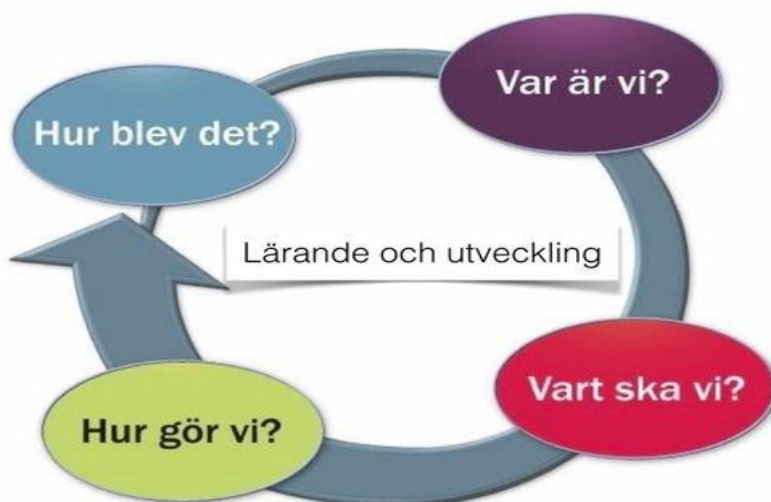 Var är vi?
Hur blev det?
Lärande och utveckling
Vart ska vi?
Hur gör vi?